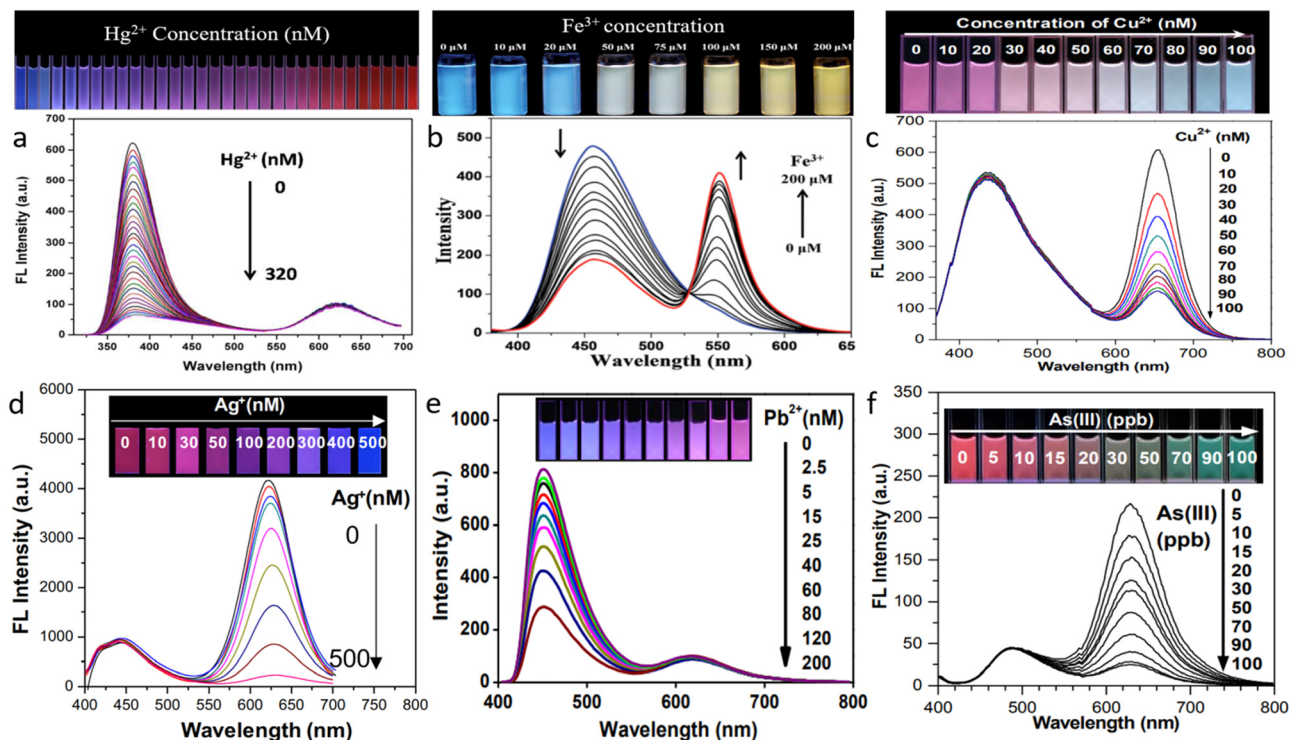 Hg²⁺ Concentration (nM)
Fe³⁺ concentration
0 µM 10 µM 20 µM 50 µM 75 µM 100 µM 150 µM 200 µM
Concentration of Cu²⁺ (nM)
0 10 20 30 40 50 60 70 80 90 100
a
FL Intensity (a.u.)
700
600
500
400
300
200
100
0
Hg²⁺ (nM)
0
320
350 400 450 500 550 600 650 700
Wavelength (nm)
b
Intensity
500
400
300
200
100
0
Fe³⁺
200 µM
0 µM
400 450 500 550 600 65
Wavelength (nm)
c
FL Intensity (a.u.)
700
600
500
400
300
200
100
0
Cu²⁺ (nM)
0
10
20
30
40
50
60
70
80
90
100
400 500 600 700 800
Wavelength (nm)
d
FL Intensity (a.u.)
6000
5000
4000
3000
2000
1000
0
Ag⁺(nM)
0 10 30 50 100 200 300 400 500
Ag⁺(nM)
0
500
400 450 500 550 600 650 700 750 800
Wavelength (nm)
e
Intensity (a.u.)
1000
800
600
400
200
0
Pb²⁺(nM)
0
2.5
5
15
25
40
60
80
120
200
400 500 600 700 800
Wavelength (nm)
f
FL Intensity (a.u.)
350
300
250
200
150
100
50
0
As(III) (ppb)
0 5 10 15 20 30 50 70 90 100
As(III)
(ppb)
0
5
10
15
20
30
50
70
90
100
400 500 600 700 800
Wavelength (nm)